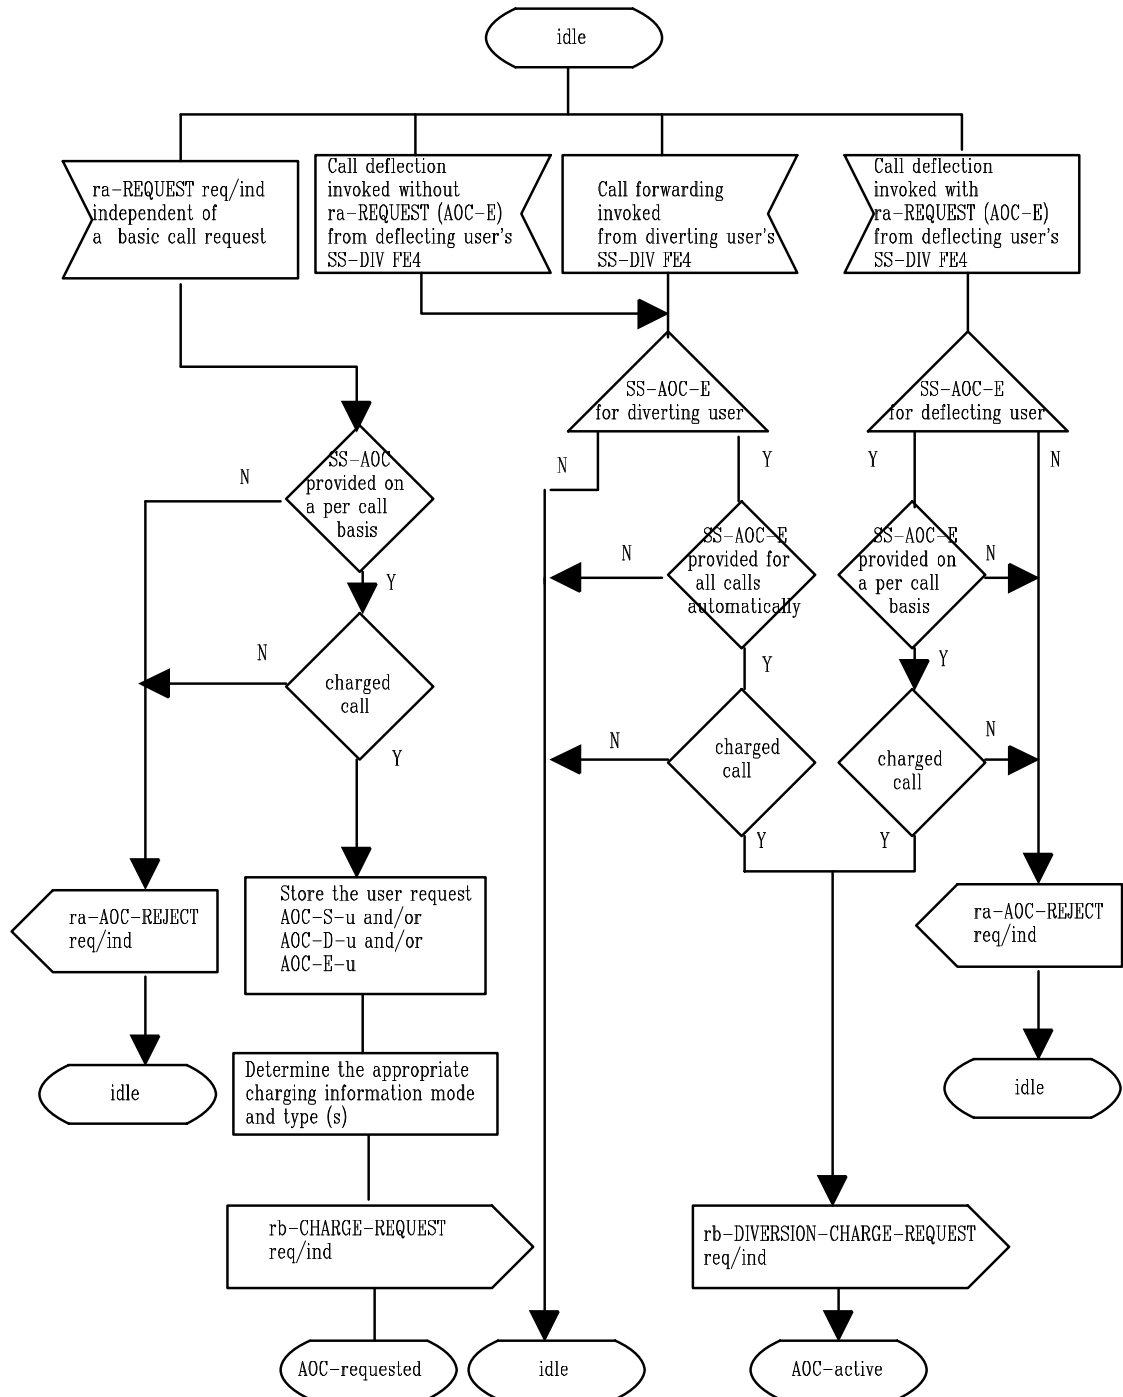 idle
ra-REQUEST req/ind
independent of
a basic call request
Call deflection
invoked without
ra-REQUEST (AOC-E)
from deflecting user's
SS-DIV FE4
Call forwarding
invoked
from diverting user's
SS-DIV FE4
Call deflection
invoked with
ra-REQUEST (AOC-E)
from deflecting user's
SS-DIV FE4
SS-AOC-E
for diverting user
SS-AOC-E
for deflecting user
N
Y
Y
N
N
SS-AOC
provided on
a per call
basis
Y
N
SS-AOC-E
provided for
all calls
automatically
Y
SS-AOC-E
provided on
a per call
basis
N
Y
N
charged
call
Y
N
charged
call
Y
charged
call
N
Y
ra-AOC-REJECT
req/ind
Store the user request
AOC-S-u and/or
AOC-D-u and/or
AOC-E-u
ra-AOC-REJECT
req/ind
idle
Determine the appropriate
charging information mode
and type (s)
idle
rb-CHARGE-REQUEST
req/ind
rb-DIVERSION-CHARGE-REQUEST
req/ind
AOC-requested
idle
AOC-active